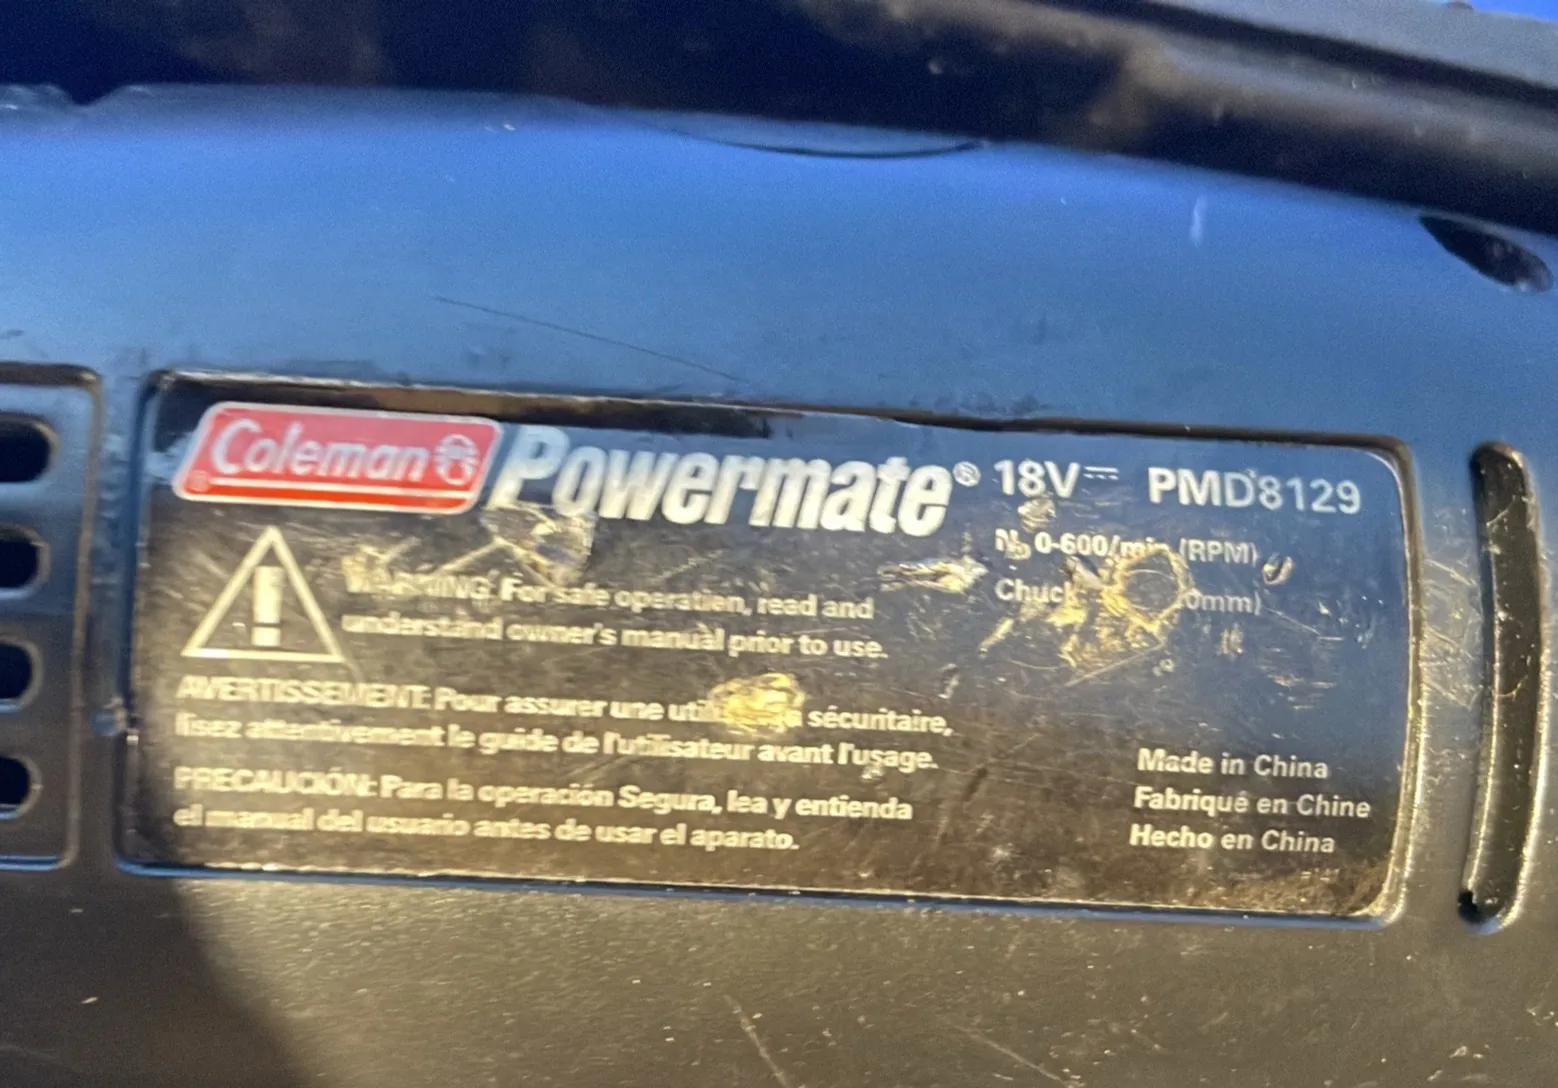 Coleman ® Powermate® 18V⎓ PMD8129
0-600/min (RPM)
Chuck
WARNING: For safe operation, read and
understand owner's manual prior to use.
AVERTISSEMENT: Pour assurer une sécuritaire,
lisez attentivement le guide de l'utilisateur avant l'usage.
PRECAUCIÓN: Para la operación Segura, lea y entienda
el manual del usuario antes de usar el aparato.
Made in China
Fabriqué en Chine
Hecho en China